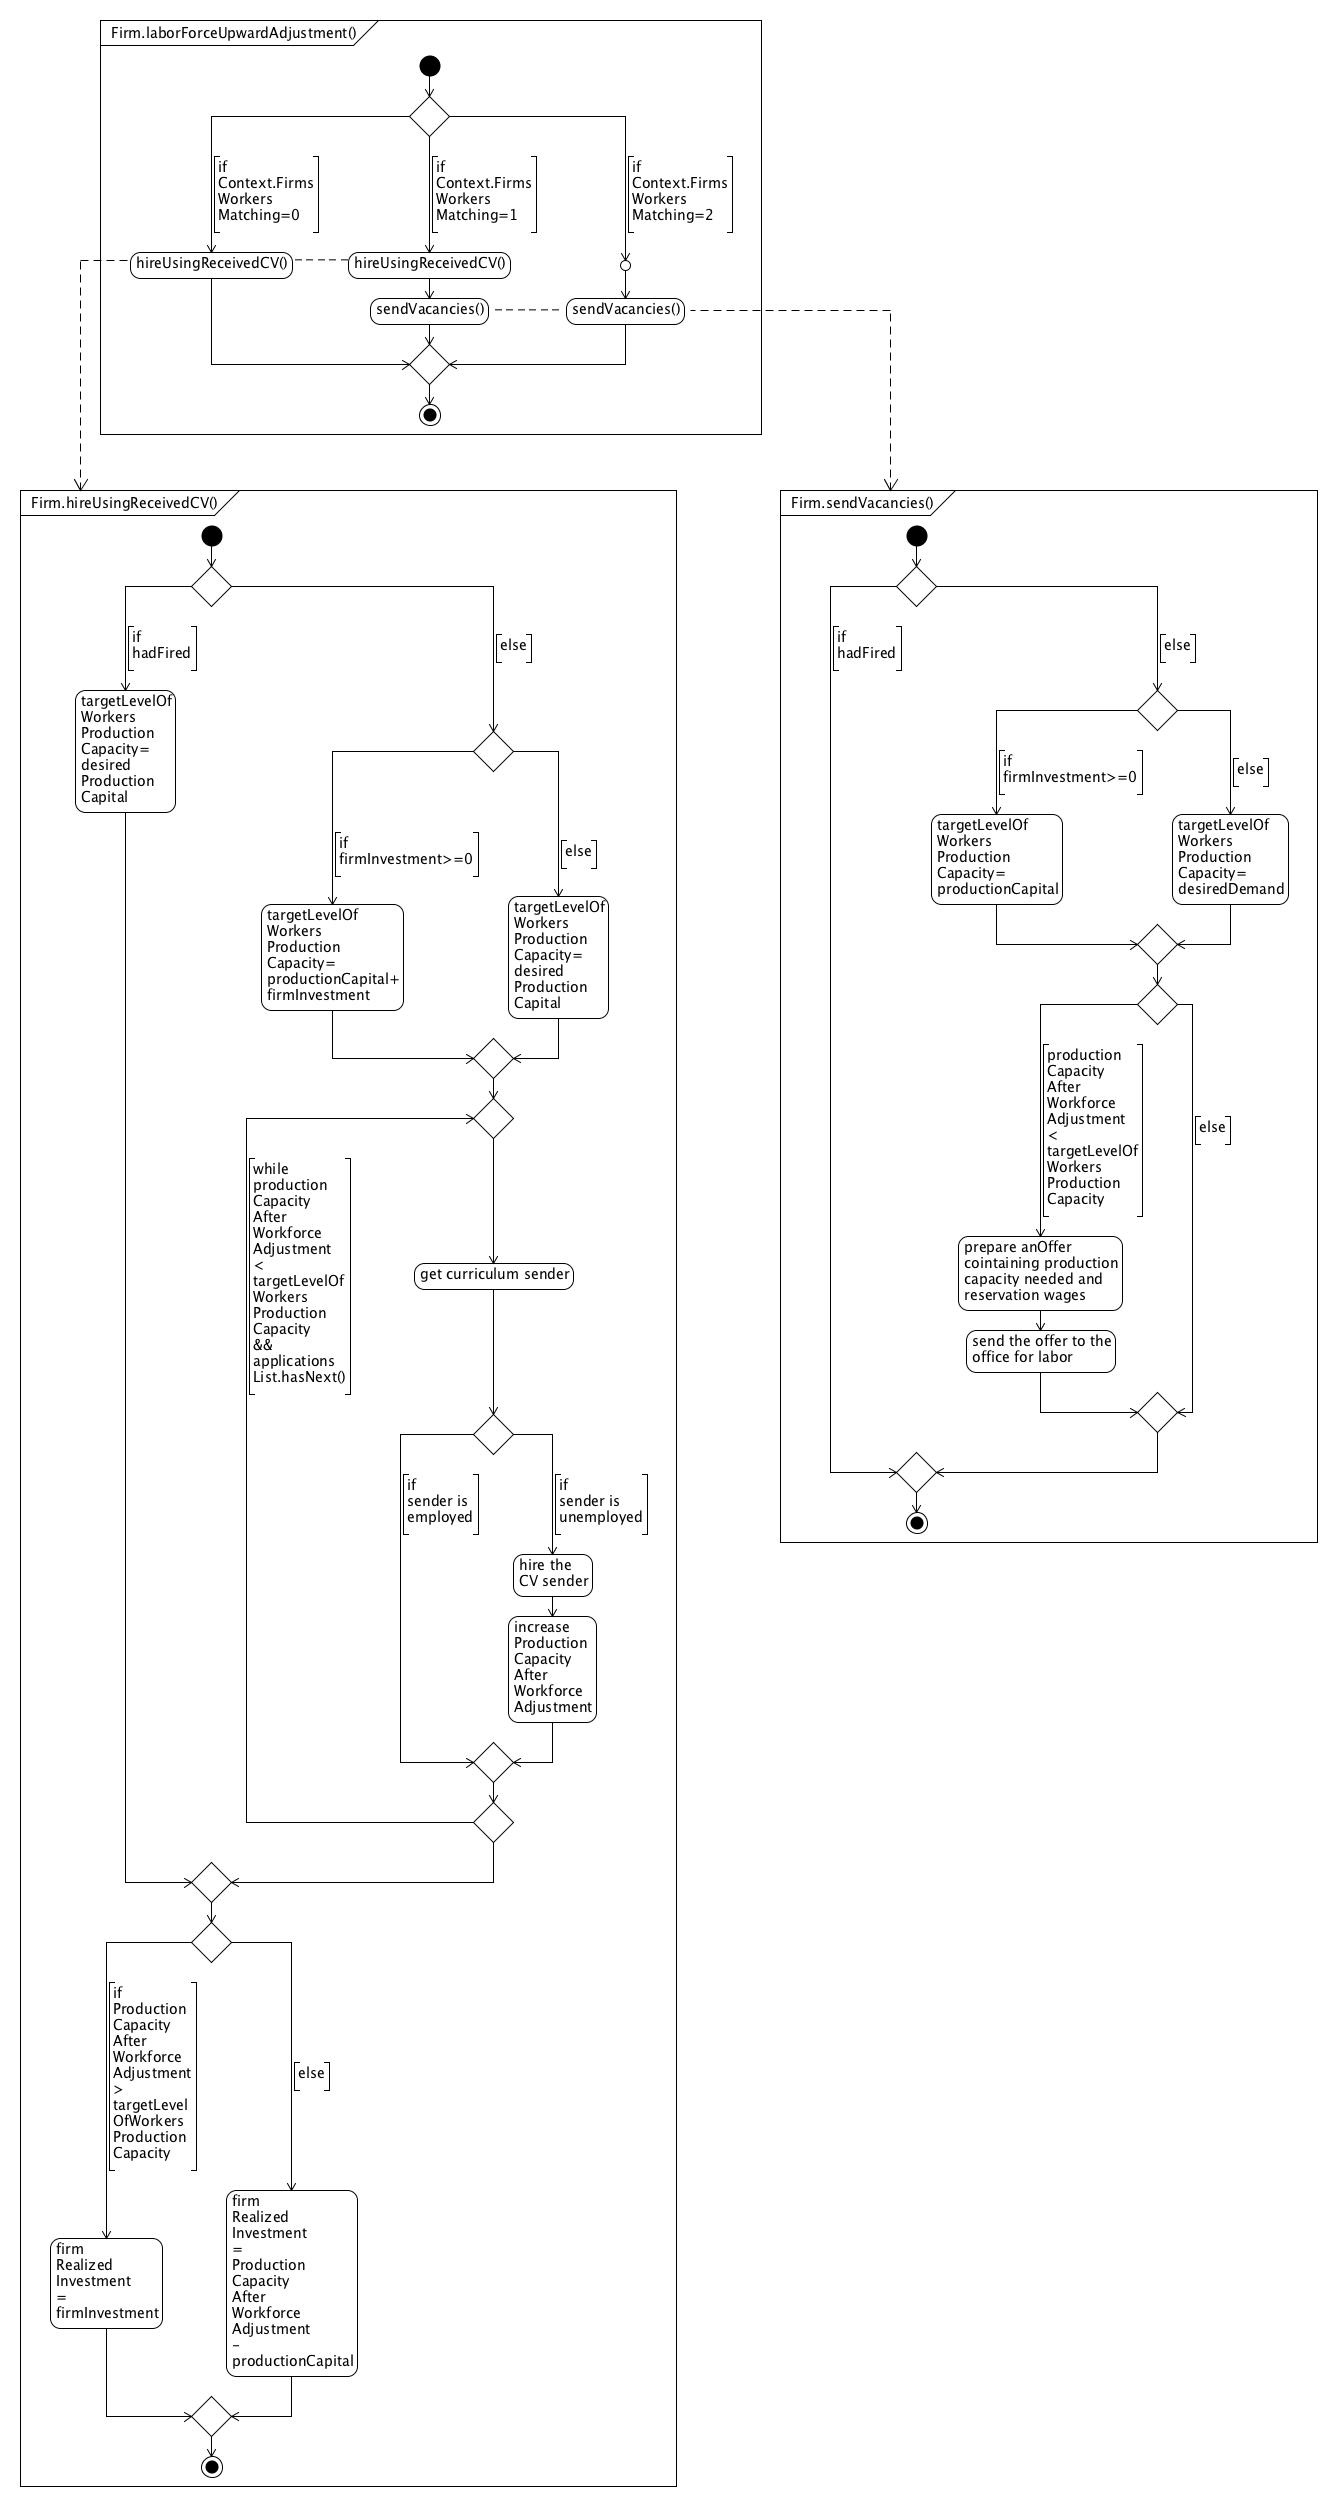 Firm.laborForceUpwardAdjustment()
if
Context.Firms
Workers
Matching=0
if
Context.Firms
Workers
Matching=1
if
Context.Firms
Workers
Matching=2
hireUsingReceivedCV()
hireUsingReceivedCV()
sendVacancies()
sendVacancies()
Firm.hireUsingReceivedCV()
if
hadFired
else
targetLevelOf
Workers
Production
Capacity=
desired
Production
Capital
if
firmInvestment>=0
else
targetLevelOf
Workers
Production
Capacity=
productionCapital+
firmInvestment
targetLevelOf
Workers
Production
Capacity=
desired
Production
Capital
while
production
Capacity
After
Workforce
Adjustment
<
targetLevelOf
Workers
Production
Capacity
&&
applications
List.hasNext()
get curriculum sender
if
sender is
employed
if
sender is
unemployed
hire the
CV sender
increase
Production
Capacity
After
Workforce
Adjustment
if
Production
Capacity
After
Workforce
Adjustment
>
targetLevel
OfWorkers
Production
Capacity
else
firm
Realized
Investment
=
firmInvestment
firm
Realized
Investment
=
Production
Capacity
After
Workforce
Adjustment
-
productionCapital
Firm.sendVacancies()
if
hadFired
else
if
firmInvestment>=0
else
targetLevelOf
Workers
Production
Capacity=
productionCapital
targetLevelOf
Workers
Production
Capacity=
desiredDemand
production
Capacity
After
Workforce
Adjustment
<
targetLevelOf
Workers
Production
Capacity
else
prepare anOffer
cointaining production
capacity needed and
reservation wages
send the offer to the
office for labor